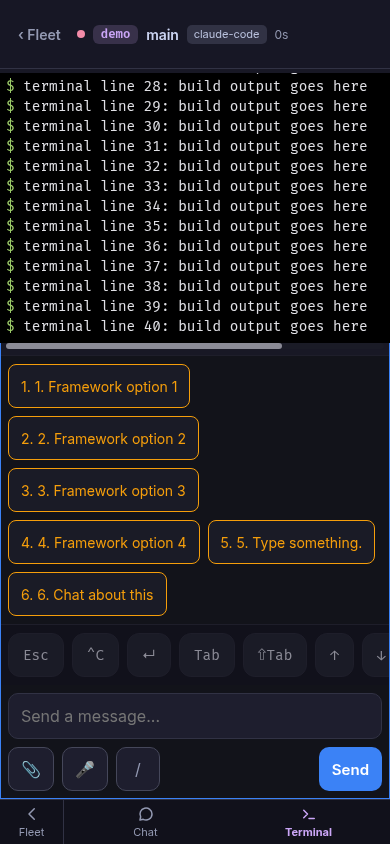 ‹ Fleet demo main claude-code 0s
$ terminal line 28: build output goes here
$ terminal line 29: build output goes here
$ terminal line 30: build output goes here
$ terminal line 31: build output goes here
$ terminal line 32: build output goes here
$ terminal line 33: build output goes here
$ terminal line 34: build output goes here
$ terminal line 35: build output goes here
$ terminal line 36: build output goes here
$ terminal line 37: build output goes here
$ terminal line 38: build output goes here
$ terminal line 39: build output goes here
$ terminal line 40: build output goes here
1. 1. Framework option 1
2. 2. Framework option 2
3. 3. Framework option 3
4. 4. Framework option 4 5. 5. Type something.
6. 6. Chat about this
Esc ^C ↵ Tab ⇧Tab ↑ ↓
Send a message...
/ Send
Fleet Chat Terminal